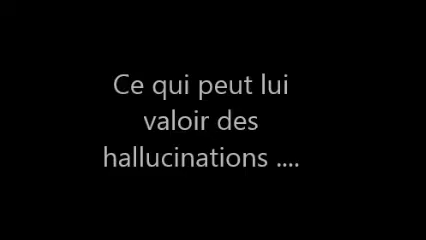 Ce qui peut lui
valoir des
hallucinations ....